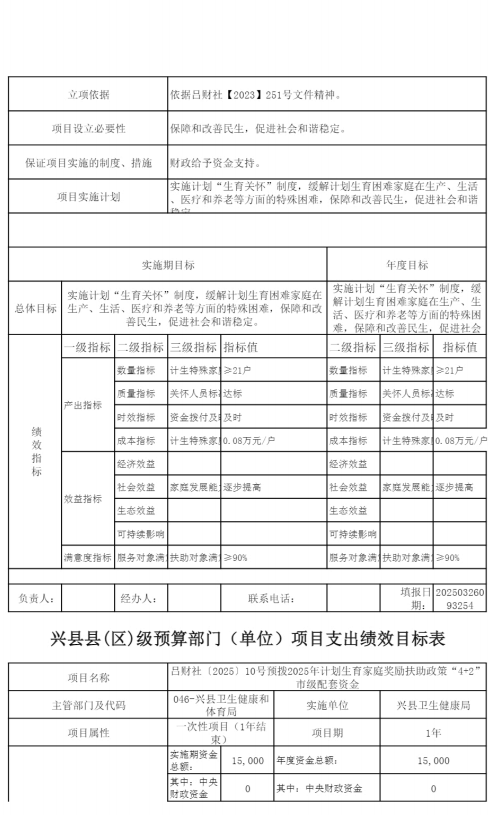 立项依据 依据吕财社【2023】251号文件精神。
项目设立必要性 保障和改善民生，促进社会和谐稳定。
保证项目实施的制度、措施 财政给予资金支持。
项目实施计划 实施计划“生育关怀”制度，缓解计划生育困难家庭在生产、生活
、医疗和养老等方面的特殊困难，保障和改善民生，促进社会和谐
稳定。
实施期目标 年度目标
总体目标 实施计划“生育关怀”制度，缓解计划生育困难家庭在
生产、生活、医疗和养老等方面的特殊困难，保障和改
善民生，促进社会和谐稳定。
实施计划“生育关怀”制度，缓
解计划生育困难家庭在生产、生
活、医疗和养老等方面的特殊困
难，保障和改善民生，促进社会
绩效指标
一级指标 二级指标 三级指标 指标值 二级指标 三级指标 指标值
产出指标
数量指标 计生特殊家 ≥21户 数量指标 计生特殊家 ≥21户
质量指标 关怀人员标 达标 质量指标 关怀人员标 达标
时效指标 资金拨付及 及时 时效指标 资金拨付及 及时
成本指标 计生特殊家 0.08万元/户 成本指标 计生特殊家 0.08万元/户
效益指标
经济效益 经济效益
社会效益 家庭发展能 逐步提高 社会效益 家庭发展能 逐步提高
生态效益 生态效益
可持续影响 可持续影响
满意度指标 服务对象满 扶助对象满 ≥90% 服务对象满 扶助对象满 ≥90%
负责人： 经办人： 联系电话： 填报日
期：
202503260
93254
兴县县(区)级预算部门（单位）项目支出绩效目标表
项目名称 吕财社〔2025〕10号预拨2025年计划生育家庭奖励扶助政策“4+2”
市级配套资金
主管部门及代码 046-兴县卫生健康和
体育局
实施单位 兴县卫生健康局
项目属性 一次性项目（1年结
束）
项目期 1年
实施期资金
总额：
15,000 年度资金总额： 15,000
其中：中央
财政资金
0 其中：中央财政资金 0